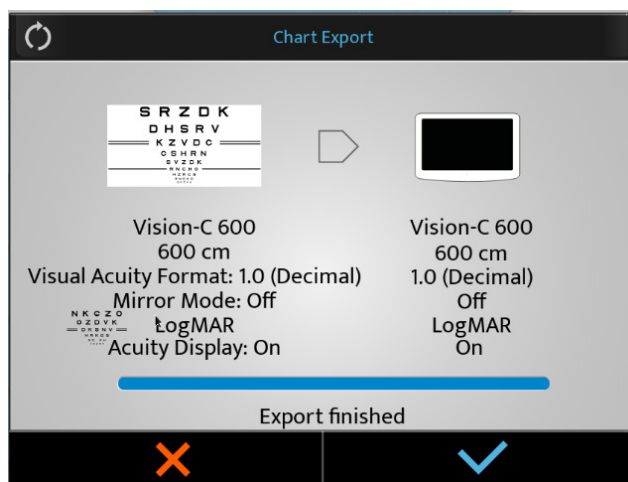 Chart Export
S R Z D K
D H S R V
K Z V D C
C S H R N
S V Z D K
Vision-C 600
600 cm
Visual Acuity Format: 1.0 (Decimal)
Mirror Mode: Off
LogMAR
Acuity Display: On
N K C Z O
O Z D V K
Vision-C 600
600 cm
1.0 (Decimal)
Off
LogMAR
On
Export finished